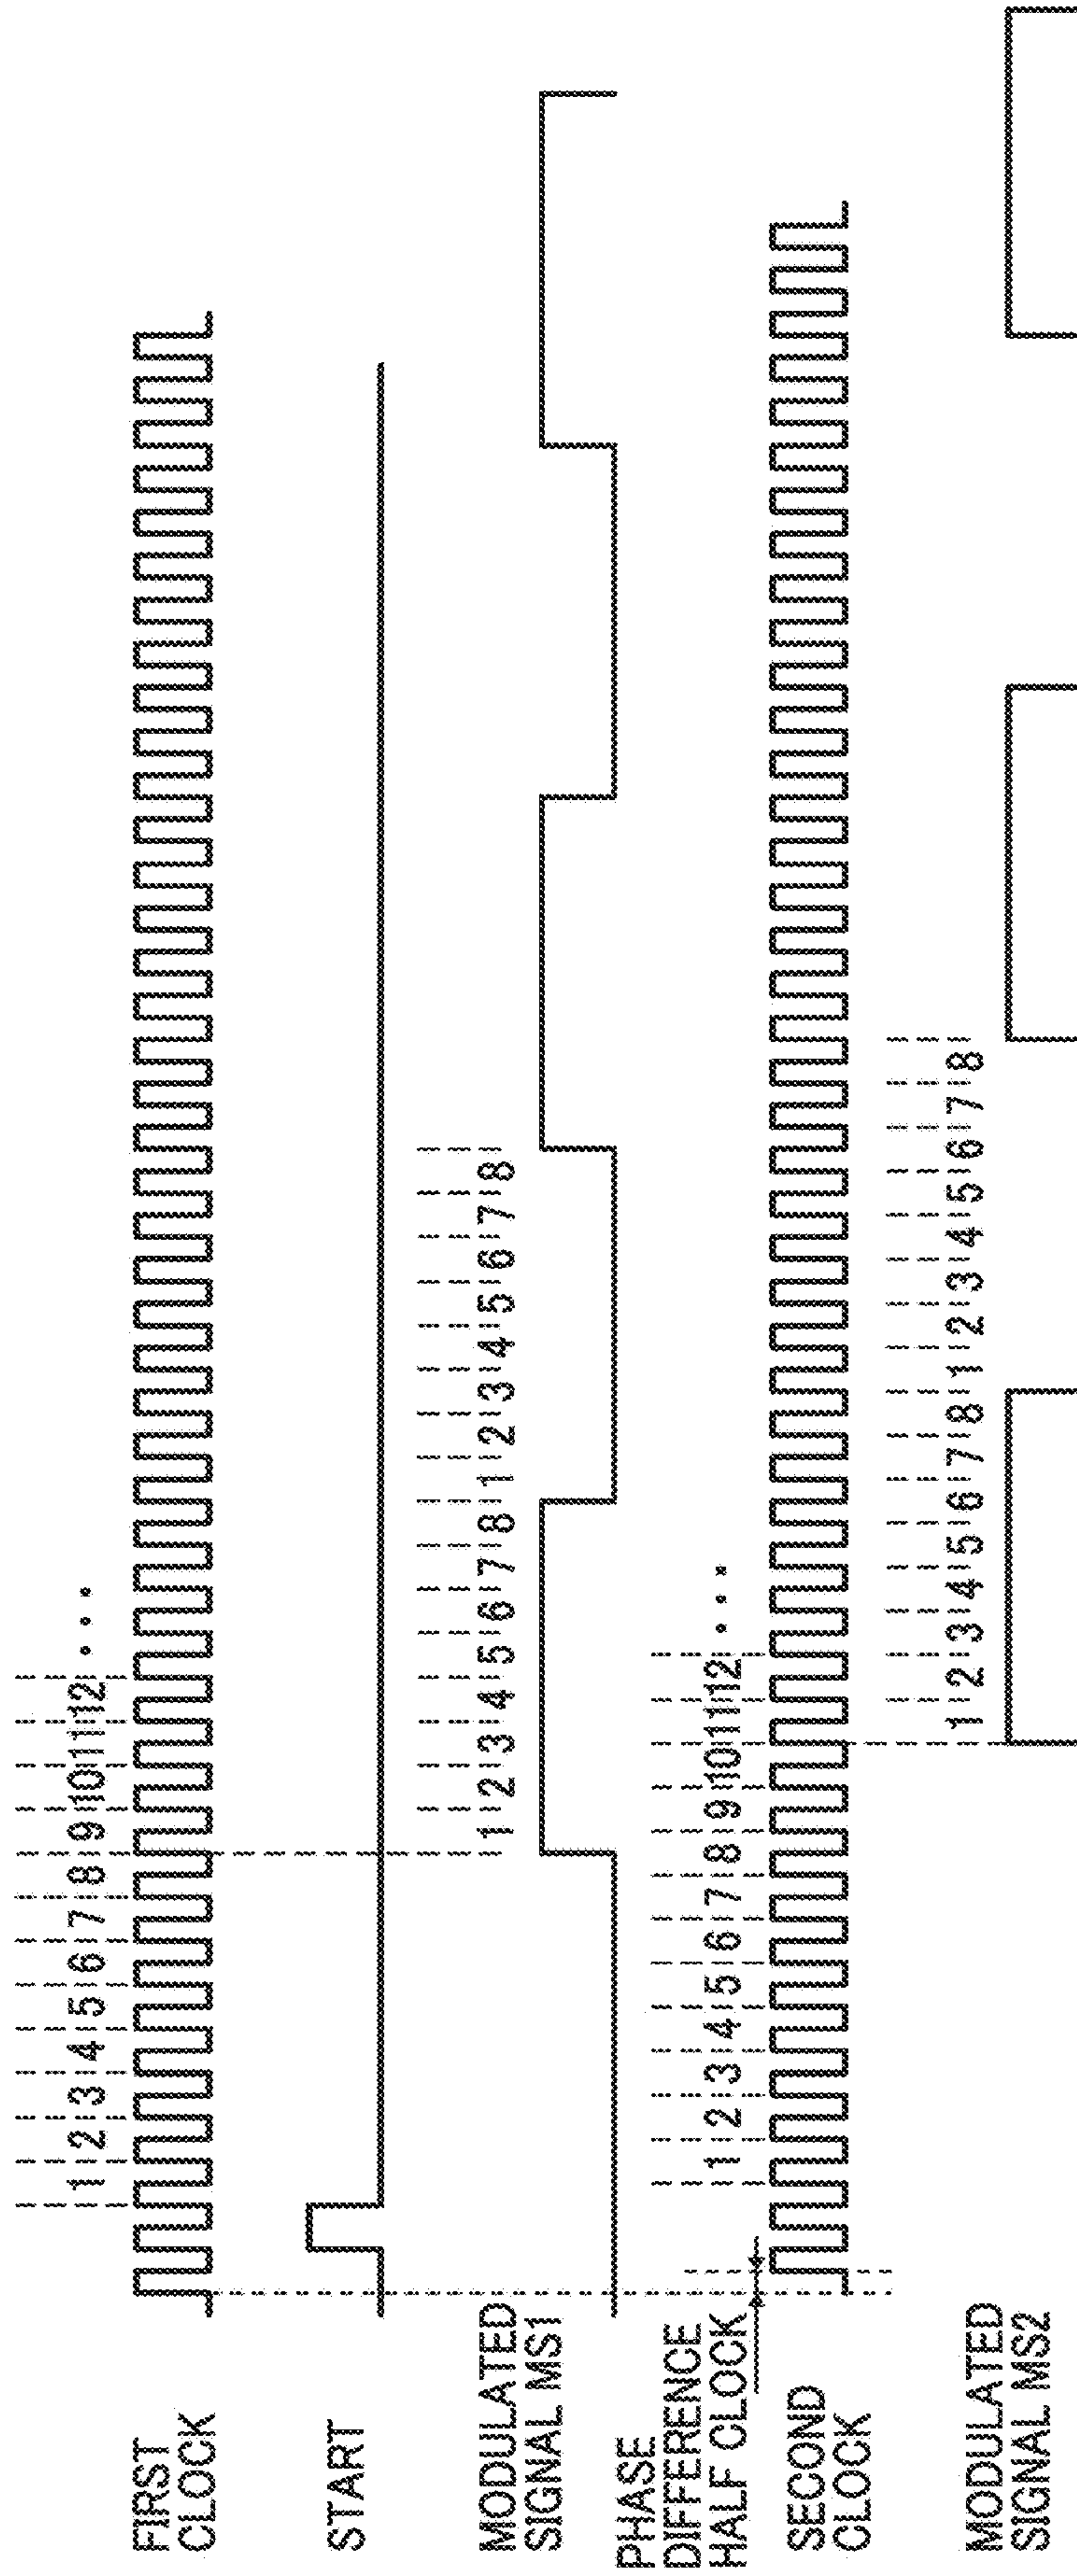 1 2 3 4 5 6 7 8 9 10 11 12 • • •
FIRST
CLOCK
START
1 2 3 4 5 6 7 8 1 2 3 4 5 6 7 8
MODULATED
SIGNAL MS1
PHASE
DIFFERENCE
HALF CLOCK
1 2 3 4 5 6 7 8 9 10 11 12 • • •
SECOND
CLOCK
1 2 3 4 5 6 7 8 1 2 3 4 5 6 7 8
MODULATED
SIGNAL MS2